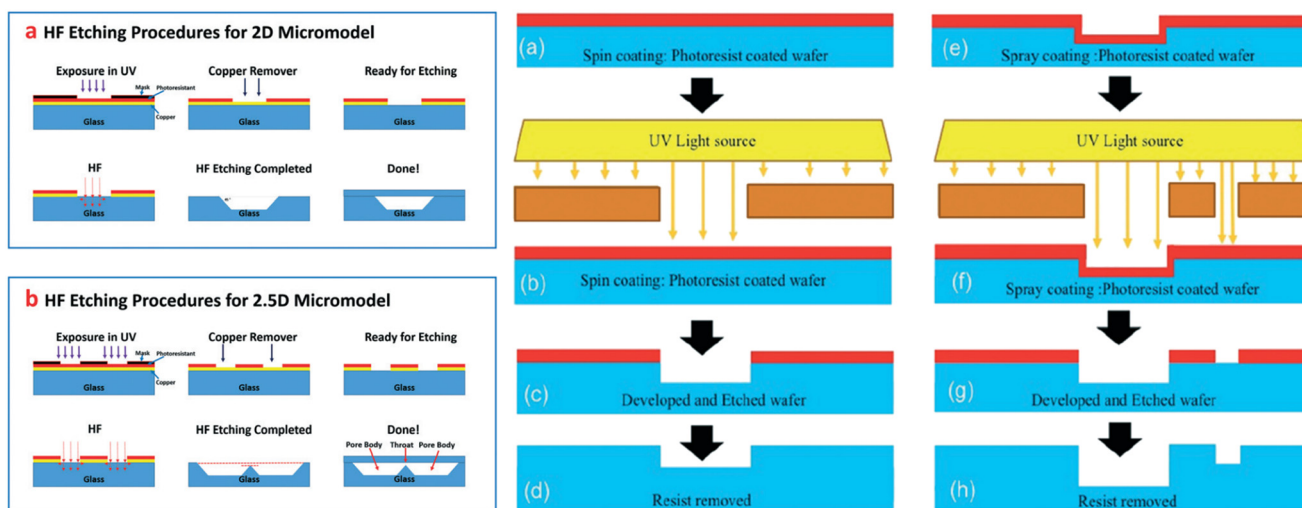 a HF Etching Procedures for 2D Micromodel
Exposure in UV
Copper Remover
Ready for Etching
Mask
Photoresistant
Copper
Glass
Glass
Glass
HF
HF Etching Completed
Done!
Glass
Glass
Glass
b HF Etching Procedures for 2.5D Micromodel
Exposure in UV
Copper Remover
Ready for Etching
Mask
Photoresistant
Copper
Glass
Glass
Glass
HF
HF Etching Completed
Done!
Pore Body
Throat
Pore Body
Glass
Glass
Glass
(a)
Spin coating: Photoresist coated wafer
UV Light source
(b)
Spin coating: Photoresist coated wafer
(c)
Developed and Etched wafer
(d)
Resist removed
(e)
Spray coating :Photoresist coated wafer
UV Light source
(f)
Spray coating :Photoresist coated wafer
(g)
Developed and Etched wafer
(h)
Resist removed